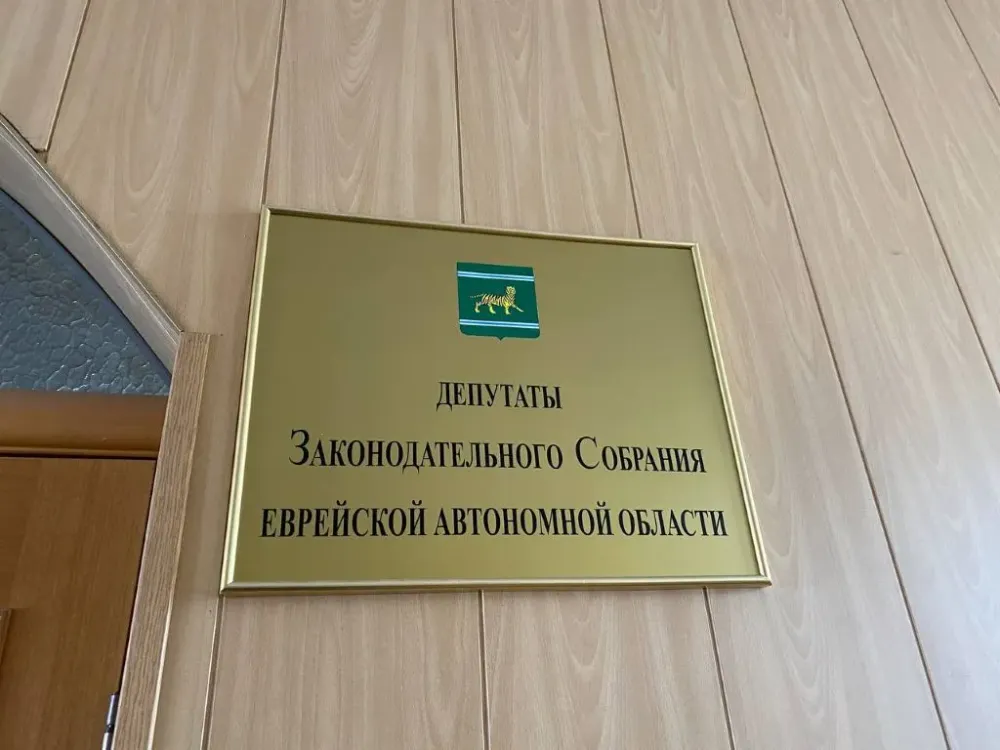 ДЕПУТАТЫ
ЗАКОНОДАТЕЛЬНОГО СОБРАНИЯ
ЕВРЕЙСКОЙ АВТОНОМНОЙ ОБЛАСТИ